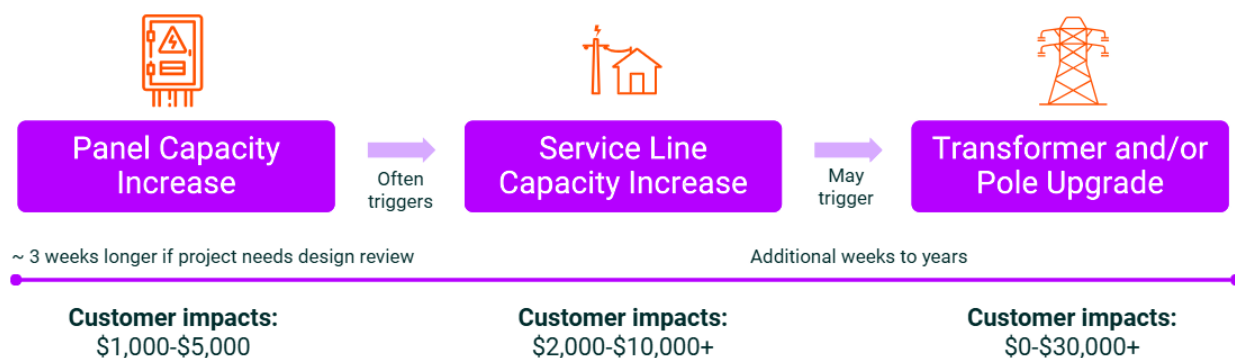 Panel Capacity
Increase
Often
triggers
Service Line
Capacity Increase
May
trigger
Transformer and/or
Pole Upgrade
~ 3 weeks longer if project needs design review
Additional weeks to years
Customer impacts:
$1,000-$5,000
Customer impacts:
$2,000-$10,000+
Customer impacts:
$0-$30,000+